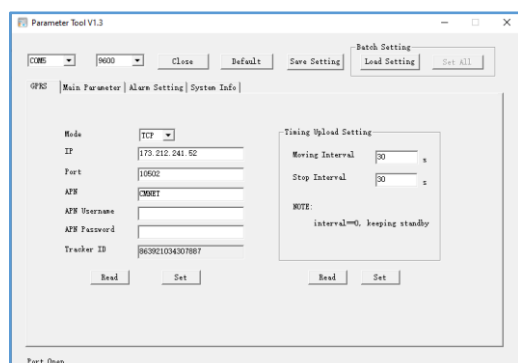 Parameter Tool V1.3
Batch Setting
COM5 9600 Close Default Save Setting Load Setting Set All
GPRS Main Parameter Alarm Setting System Info
Mode TCP
IP 173.212.241.52
Port 10502
APN CMNET
APN Username
APN Password
Tracker ID 863921034307887
Read Set
Timing Upload Setting
Moving Interval 30 s
Stop Interval 30 s
NOTE:
interval==0, keeping standby
Read Set
Port Open